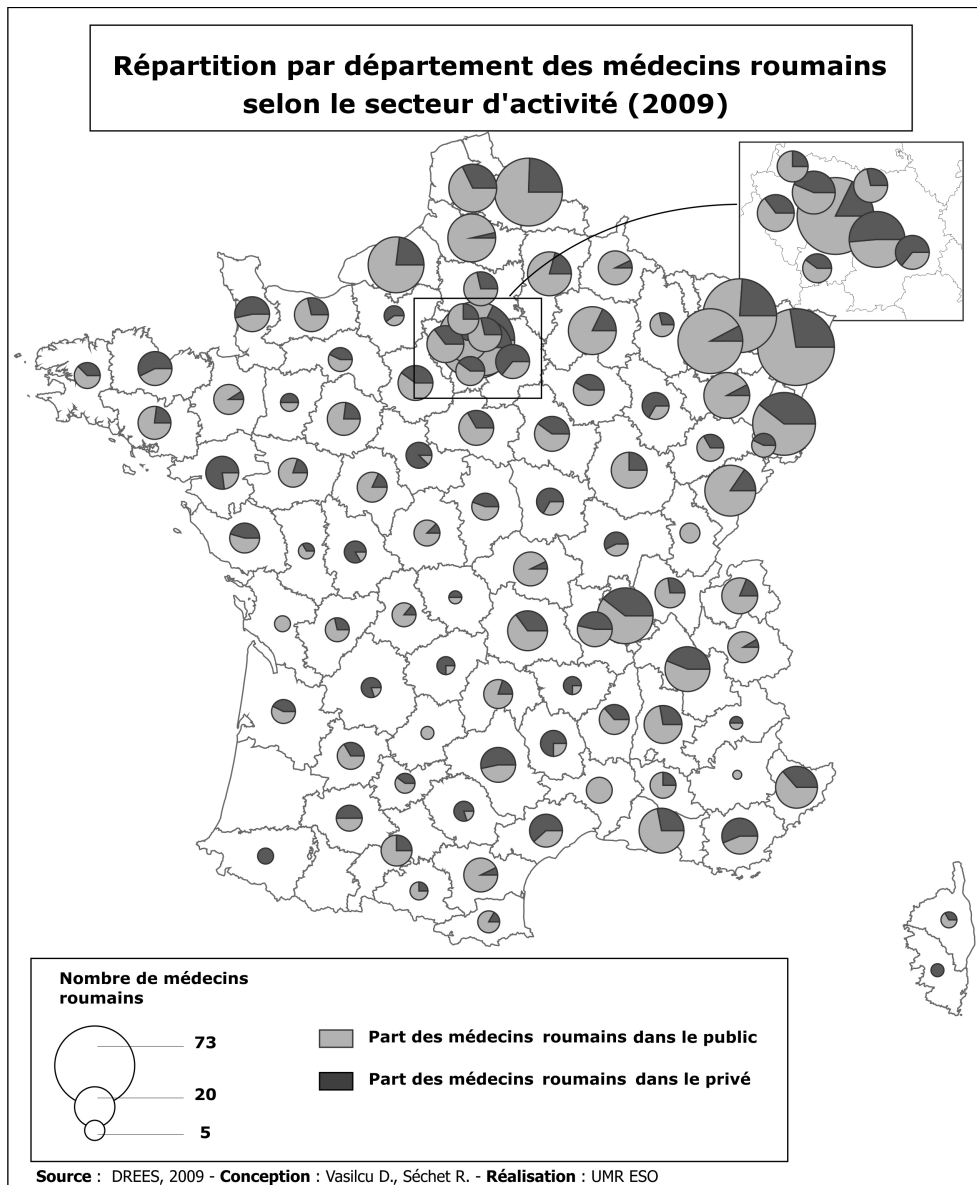 Répartition par département des médecins roumains
selon le secteur d'activité (2009)
Nombre de médecins
roumains
73
20
5
Part des médecins roumains dans le public
Part des médecins roumains dans le privé
Source : DREES, 2009 - Conception : Vasilcu D., Séchet R. - Réalisation : UMR ESO